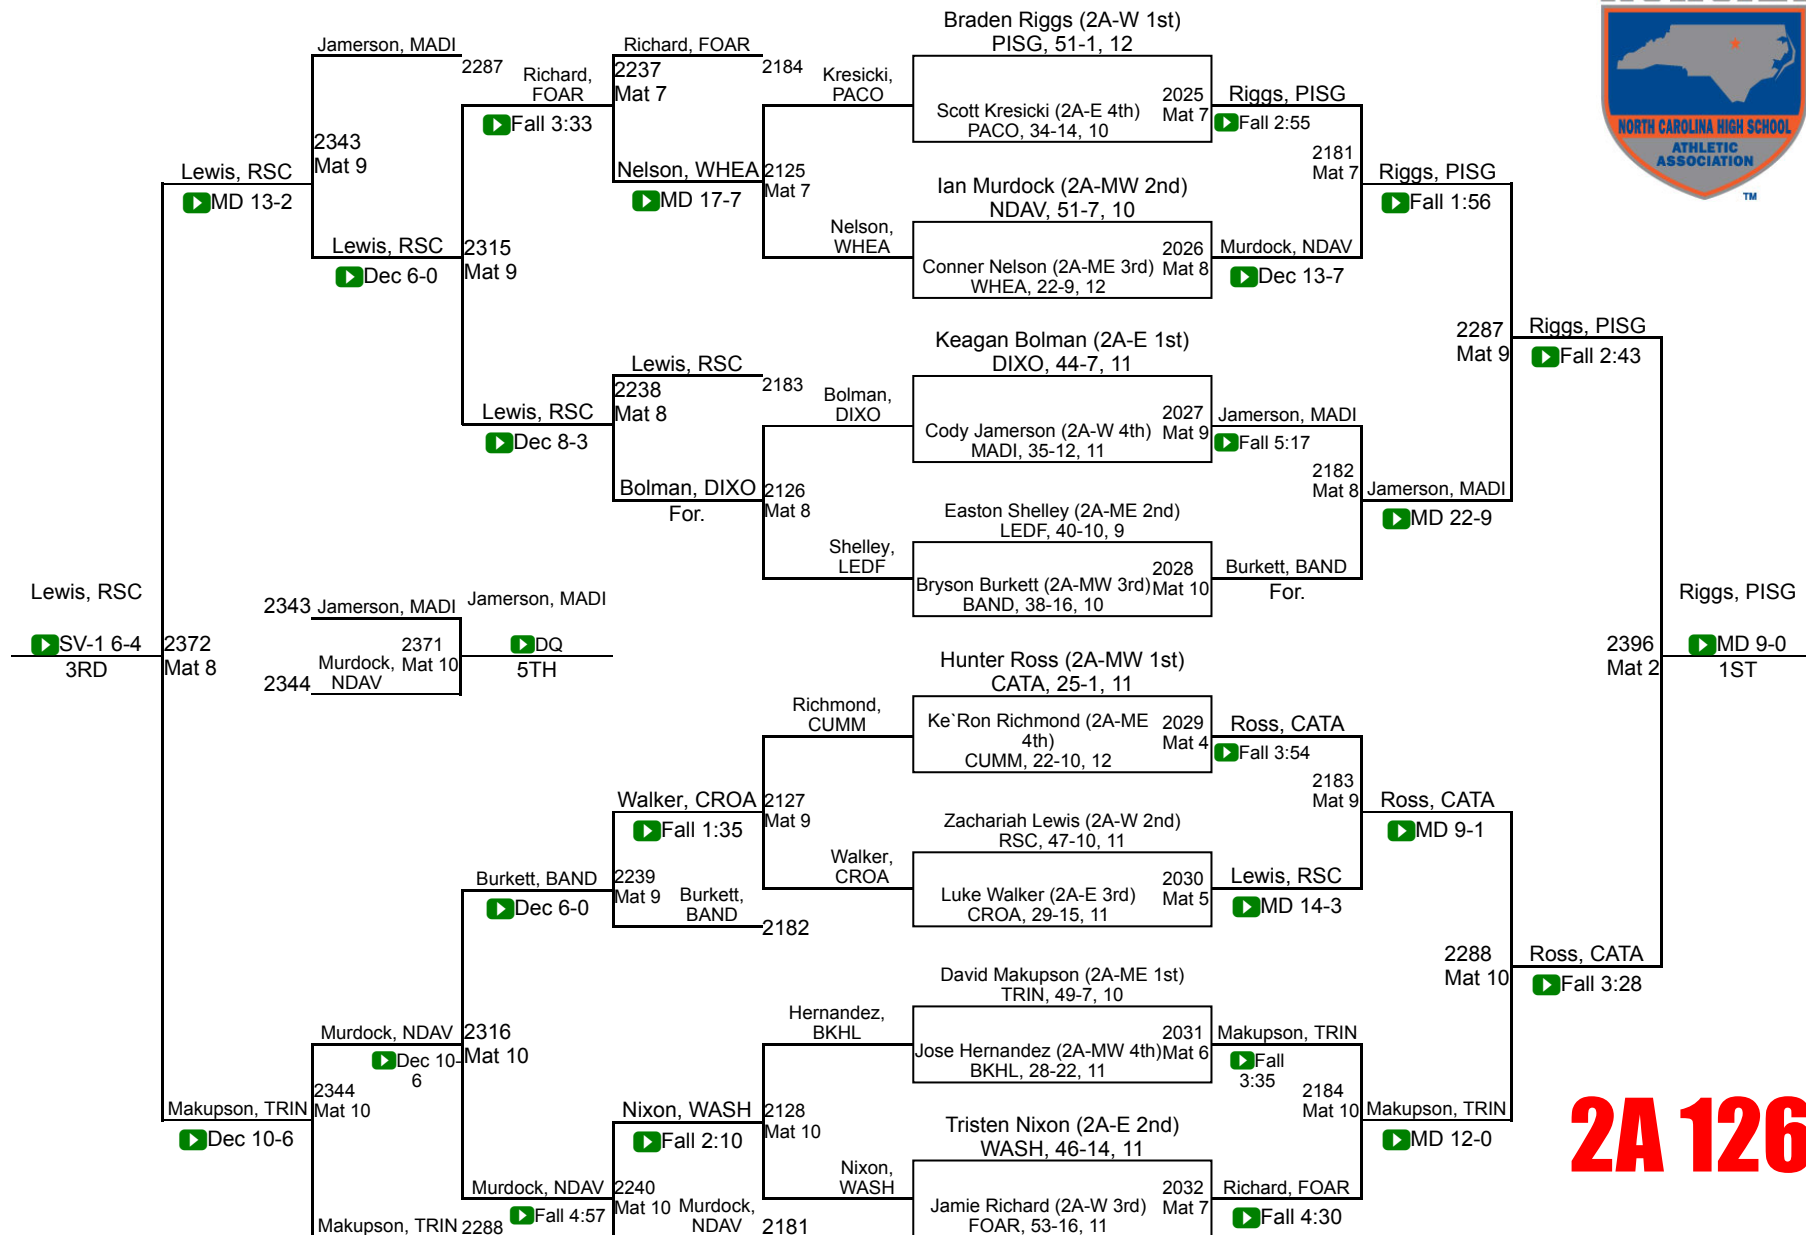 Braden Riggs (2A-W 1st)
PISG, 51-1, 12
Jamerson, MADI
2287
Richard,
FOAR
Fall 3:33
Richard, FOAR
2237
Mat 7
2184
Kresicki,
PACO
Scott Kresicki (2A-E 4th)
PACO, 34-14, 10
2025
Mat 7
Riggs, PISG
Fall 2:55
NORTH CAROLINA HIGH SCHOOL
ATHLETIC
ASSOCIATION
TM
2343
Mat 9
Lewis, RSC
MD 13-2
Nelson, WHEA
MD 17-7
2125
Mat 7
Ian Murdock (2A-MW 2nd)
NDAV, 51-7, 10
2181
Mat 7
Riggs, PISG
Fall 1:56
Lewis, RSC
Dec 6-0
2315
Mat 9
Nelson,
WHEA
Conner Nelson (2A-ME 3rd)
WHEA, 22-9, 12
2026
Mat 8
Murdock, NDAV
Dec 13-7
Keagan Bolman (2A-E 1st)
DIXO, 44-7, 11
2287
Mat 9
Riggs, PISG
Fall 2:43
Lewis, RSC
2238
Mat 8
2183
Bolman,
DIXO
Cody Jamerson (2A-W 4th)
MADI, 35-12, 11
2027
Mat 9
Jamerson, MADI
Fall 5:17
Lewis, RSC
Dec 8-3
Bolman, DIXO
For.
2126
Mat 8
Easton Shelley (2A-ME 2nd)
LEDF, 40-10, 9
2182
Mat 8
Jamerson, MADI
MD 22-9
Shelley,
LEDF
Bryson Burkett (2A-MW 3rd)
BAND, 38-16, 10
2028
Mat 10
Burkett, BAND
For.
Lewis, RSC
SV-1 6-4
3RD
2372
Mat 8
2343
Jamerson, MADI
2371
Mat 10
Murdock,
NDAV
2344
Jamerson, MADI
DQ
5TH
Riggs, PISG
MD 9-0
1ST
2396
Mat 2
Hunter Ross (2A-MW 1st)
CATA, 25-1, 11
Richmond,
CUMM
Ke`Ron Richmond (2A-ME
4th)
CUMM, 22-10, 12
2029
Mat 4
Ross, CATA
Fall 3:54
Walker, CROA
Fall 1:35
2127
Mat 9
Zachariah Lewis (2A-W 2nd)
RSC, 47-10, 11
2183
Mat 9
Ross, CATA
MD 9-1
Burkett, BAND
Dec 6-0
2239
Mat 9
Burkett,
BAND
2182
Walker,
CROA
Luke Walker (2A-E 3rd)
CROA, 29-15, 11
2030
Mat 5
Lewis, RSC
MD 14-3
David Makupson (2A-ME 1st)
TRIN, 49-7, 10
2288
Mat 10
Ross, CATA
Fall 3:28
Murdock, NDAV
Dec 10-
6
2316
Mat 10
Hernandez,
BKHL
Jose Hernandez (2A-MW 4th)
BKHL, 28-22, 11
2031
Mat 6
Makupson, TRIN
Fall
3:35
2344
Mat 10
Makupson, TRIN
Dec 10-6
Nixon, WASH
Fall 2:10
2128
Mat 10
Tristen Nixon (2A-E 2nd)
WASH, 46-14, 11
2184
Mat 10
Makupson, TRIN
MD 12-0
2A 126
Murdock, NDAV
Fall 4:57
2240
Mat 10
Murdock,
NDAV
2181
Nixon,
WASH
Jamie Richard (2A-W 3rd)
FOAR, 53-16, 11
2032
Mat 7
Richard, FOAR
Fall 4:30
Makupson, TRIN
2288